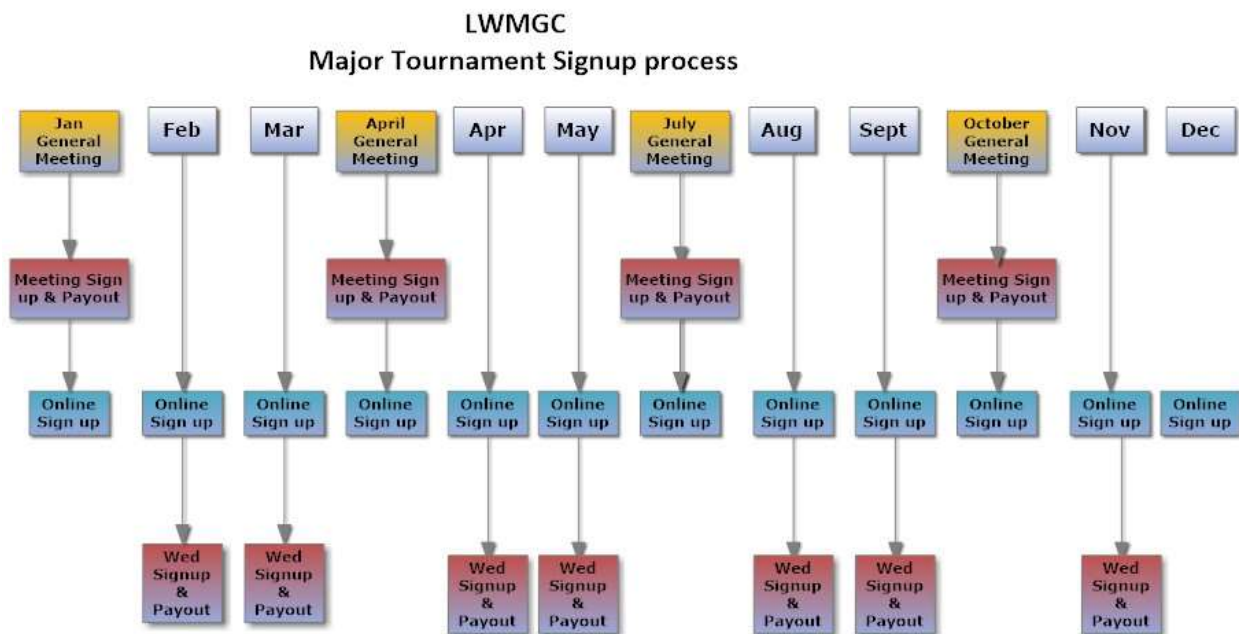 LWMGC
Major Tournament Signup process
Jan
General
Meeting
Feb
Mar
April
General
Meeting
Apr
May
July
General
Meeting
Aug
Sept
October
General
Meeting
Nov
Dec
Meeting Sign
up & Payout
Meeting Sign
up & Payout
Meeting Sign
up & Payout
Meeting Sign
up & Payout
Online
Sign up
Online
Sign up
Online
Sign up
Online
Sign up
Online
Sign up
Online
Sign up
Online
Sign up
Online
Sign up
Online
Sign up
Online
Sign up
Online
Sign up
Online
Sign up
Wed
Signup
&
Payout
Wed
Signup
&
Payout
Wed
Signup
&
Payout
Wed
Signup
&
Payout
Wed
Signup
&
Payout
Wed
Signup
&
Payout
Wed
Signup
&
Payout